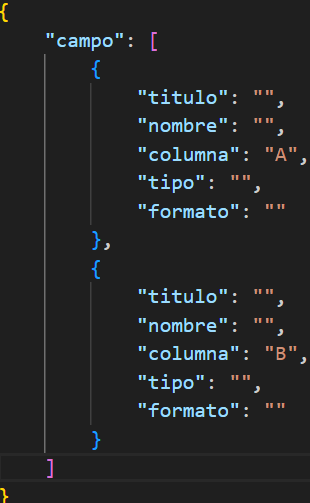 {
"campo": [
{
"titulo": "",
"nombre": "",
"columna": "A",
"tipo": "",
"formato": ""
},
{
"titulo": "",
"nombre": "",
"columna": "B",
"tipo": "",
"formato": ""
}
]
}